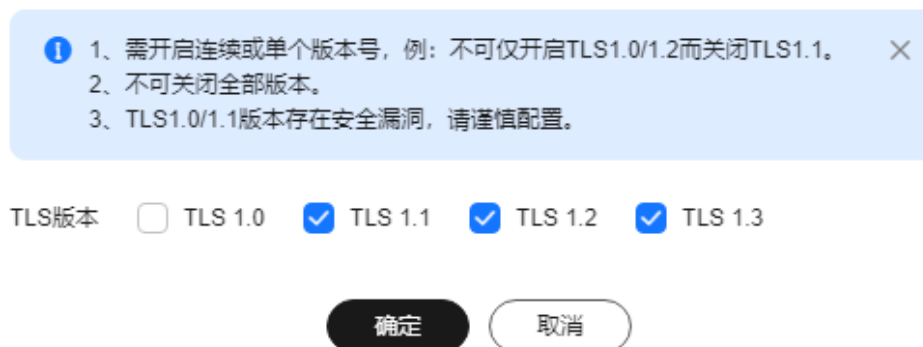 1、需开启连续或单个版本号，例：不可仅开启TLS1.0/1.2而关闭TLS1.1。
2、不可关闭全部版本。
3、TLS1.0/1.1版本存在安全漏洞，请谨慎配置。
TLS版本 TLS 1.0 TLS 1.1 TLS 1.2 TLS 1.3
确定 取消